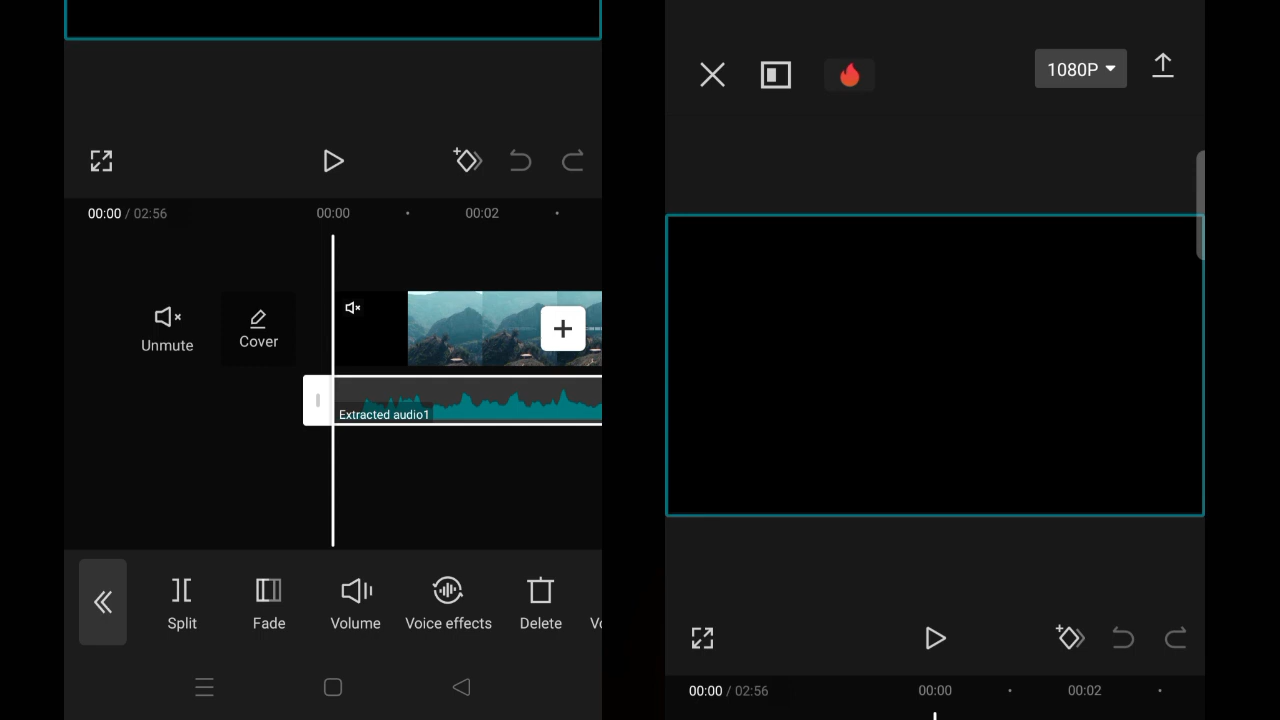 00:00 / 02:56
00:00
00:02
Unmute
Cover
Extracted audio1
Split
Fade
Volume
Voice effects
Delete
Vo
1080P
00:00 / 02:56
00:00
00:02